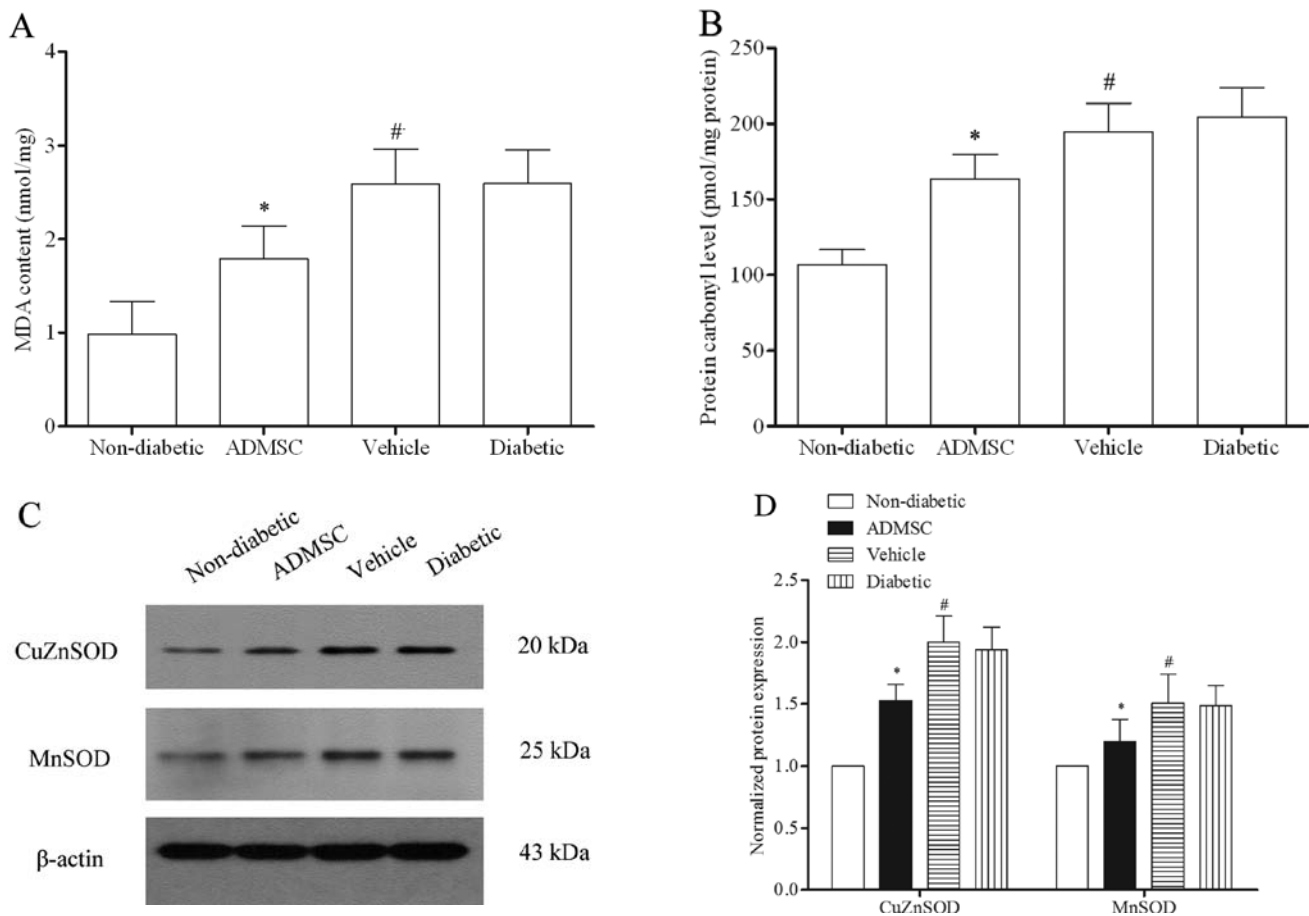 A
MDA content (nmol/mg)
4
3
2
1
0
*
#
Non-diabetic ADMSC Vehicle Diabetic
B
Protein carbonyl level (pmol/mg protein)
250
200
150
100
50
0
*
#
Non-diabetic ADMSC Vehicle Diabetic
C
Non-diabetic ADMSC Vehicle Diabetic
CuZnSOD 20 kDa
MnSOD 25 kDa
β-actin 43 kDa
D
Non-diabetic
ADMSC
Vehicle
Diabetic
Normalized protein expression
2.5
2.0
1.5
1.0
0.5
0.0
* # * #
CuZnSOD MnSOD